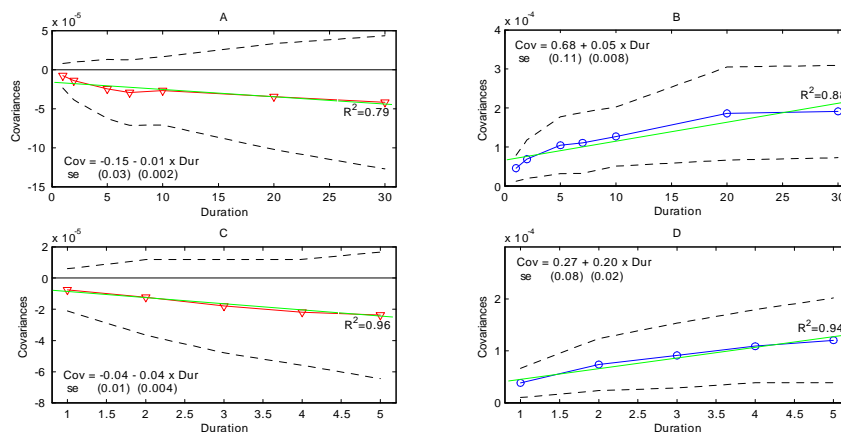 A
x 10^-5
5
0
-5
-10
-15
Covariances
R^2=0.79
Cov = -0.15 - 0.01 x Dur
se (0.03) (0.002)
0 5 10 15 20 25 30
Duration
B
x 10^-4
4
3
2
1
0
Covariances
Cov = 0.68 + 0.05 x Dur
se (0.11) (0.008)
R^2=0.88
0 5 10 15 20 25 30
Duration
C
x 10^-5
2
0
-2
-4
-6
-8
Covariances
R^2=0.96
Cov = -0.04 - 0.04 x Dur
se (0.01) (0.004)
1 1.5 2 2.5 3 3.5 4 4.5 5
Duration
D
x 10^-4
3
2
1
0
Covariances
Cov = 0.27 + 0.20 x Dur
se (0.08) (0.02)
R^2=0.94
1 1.5 2 2.5 3 3.5 4 4.5 5
Duration